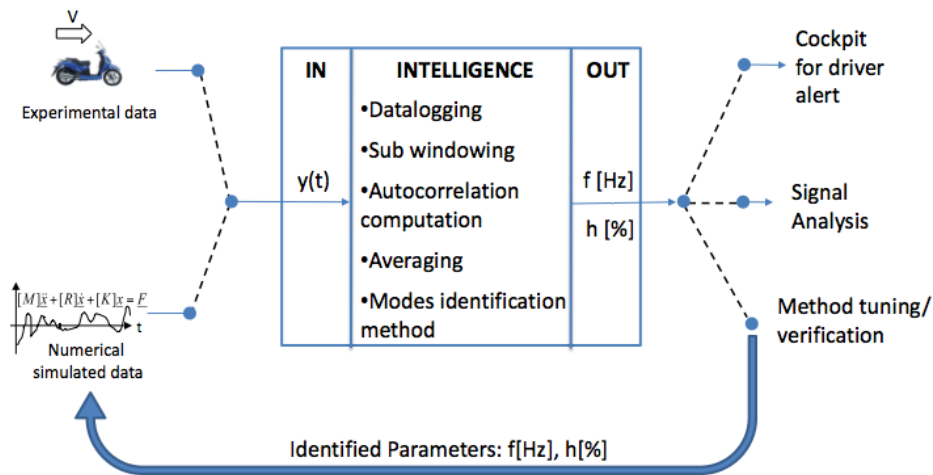 V
Experimental data
[M]ẍ+[R]ẋ+[K]x = F
t
Numerical
simulated data
IN
y(t)
INTELLIGENCE
•Datalogging
•Sub windowing
•Autocorrelation
computation
•Averaging
•Modes identification
method
OUT
f [Hz]
h [%]
Cockpit
for driver
alert
Signal
Analysis
Method tuning/
verification
Identified Parameters: f[Hz], h[%]